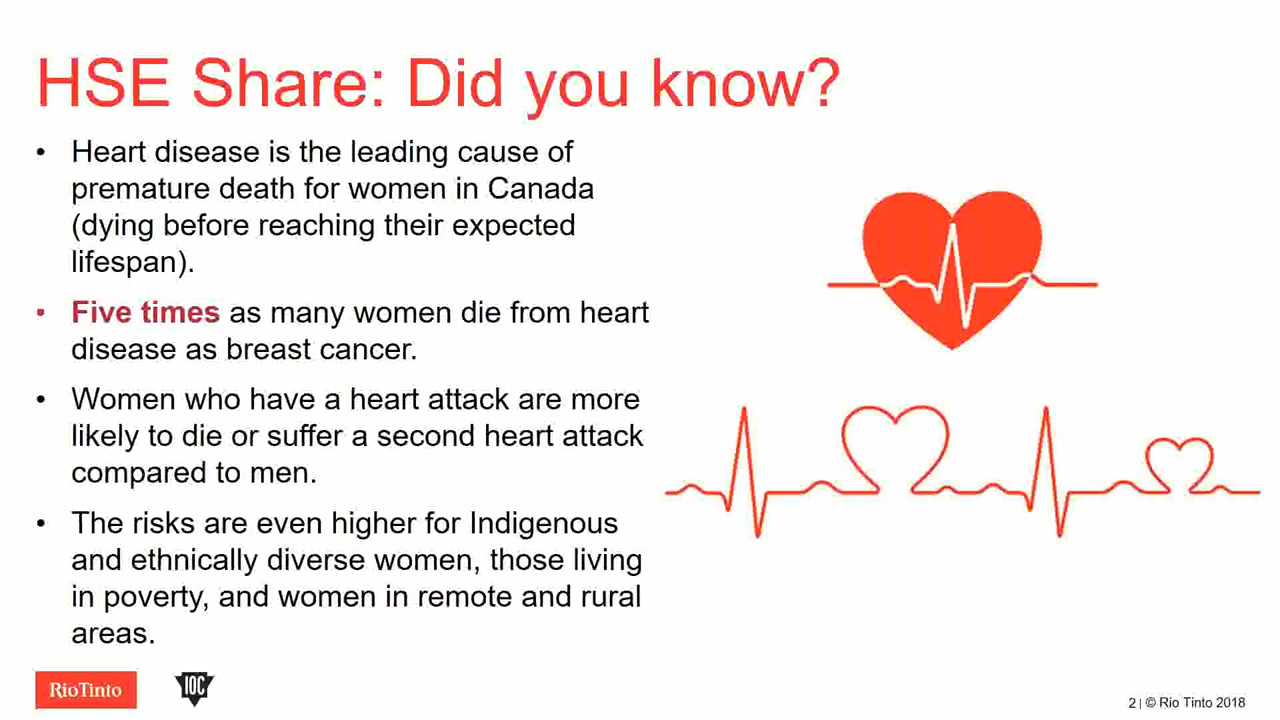 HSE Share: Did you know?
• Heart disease is the leading cause of
premature death for women in Canada
(dying before reaching their expected
lifespan).
• Five times as many women die from heart
disease as breast cancer.
• Women who have a heart attack are more
likely to die or suffer a second heart attack
compared to men.
• The risks are even higher for Indigenous
and ethnically diverse women, those living
in poverty, and women in remote and rural
areas.
RioTinto
IOC
2 | © Rio Tinto 2018